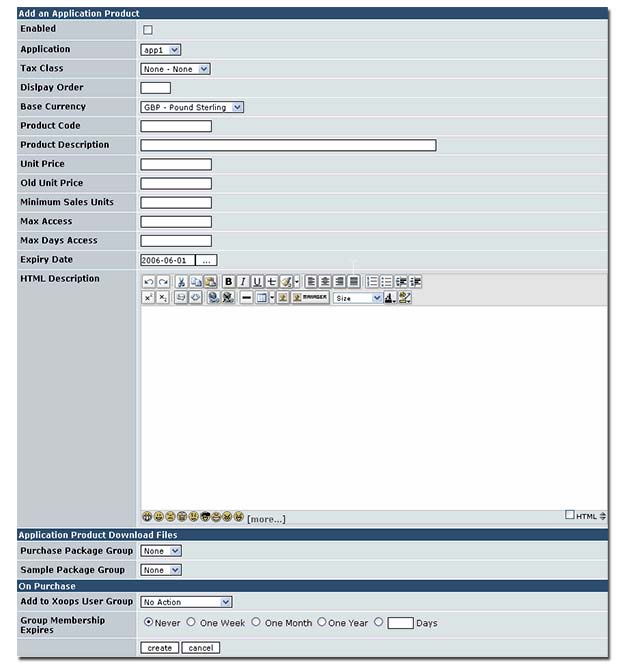 Add an Application Product
Enabled
Application app1
Tax Class None - None
Dislpay Order
Base Currency GBP - Pound Sterling
Product Code
Product Description
Unit Price
Old Unit Price
Minimum Sales Units
Max Access
Max Days Access
Expiry Date 2006-06-01 ...
HTML Description
B I U
x² x₂ MANAGER Size A
[more...] HTML
Application Product Download Files
Purchase Package Group None
Sample Package Group None
On Purchase
Add to Xoops User Group No Action
Group Membership
Expires
Never One Week One Month One Year Days
create cancel